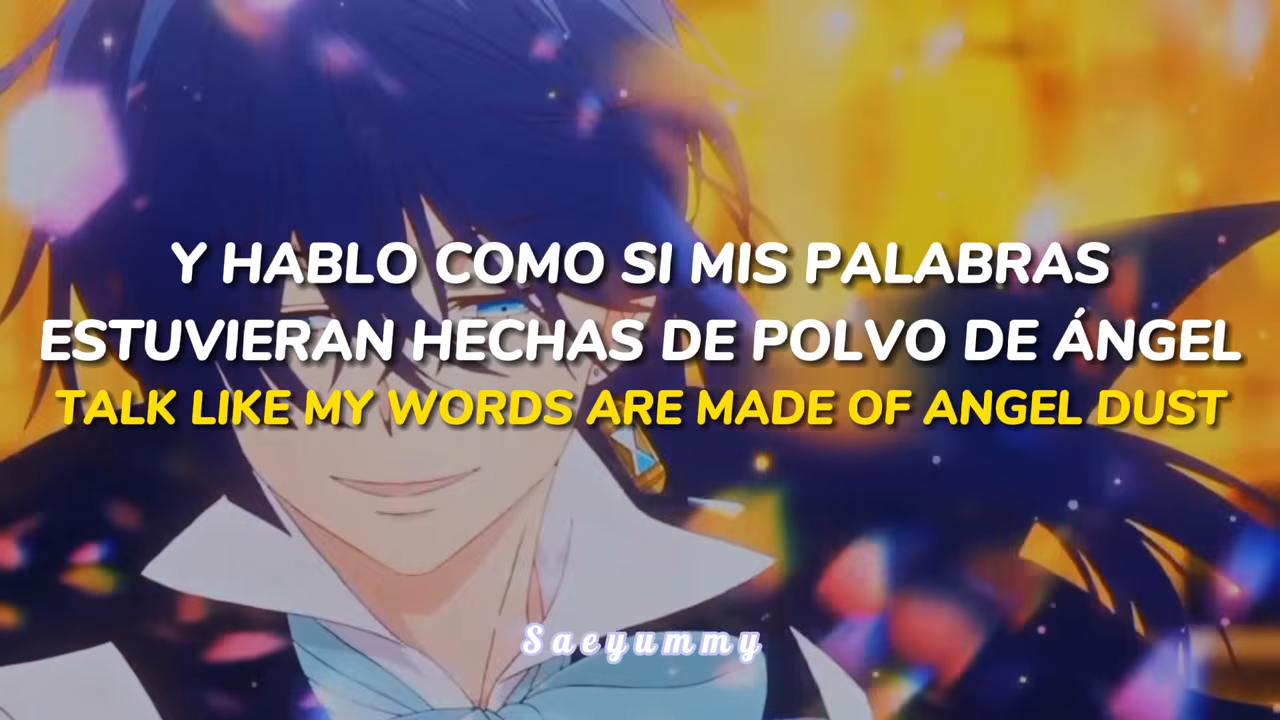 Y HABLO COMO SI MIS PALABRAS
ESTUVIERAN HECHAS DE POLVO DE ÁNGEL
TALK LIKE MY WORDS ARE MADE OF ANGEL DUST
Saeyummy